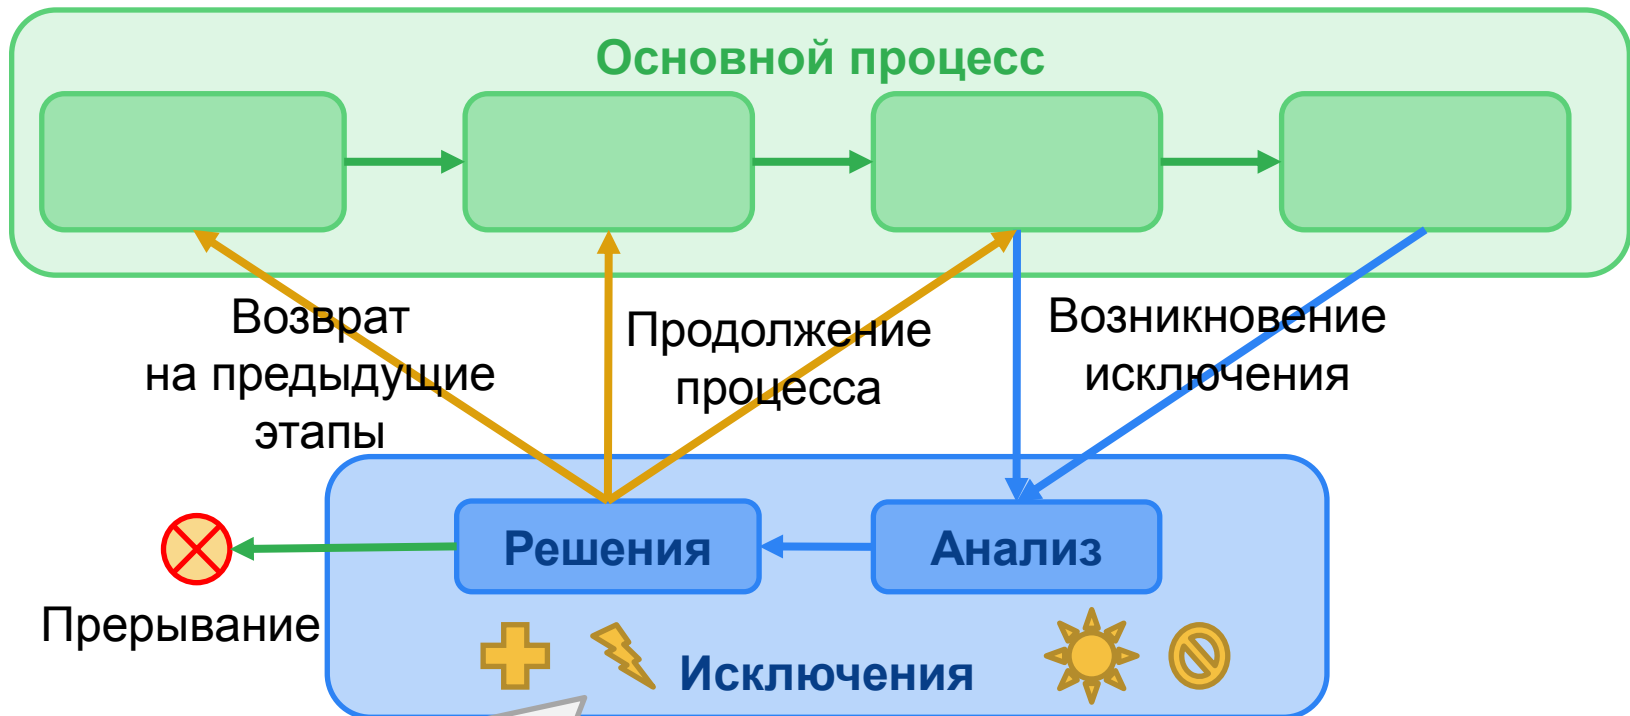 Основной процесс
Возврат
на предыдущие
этапы
Продолжение
процесса
Возникновение
исключения
Решения
Анализ
Прерывание
Исключения